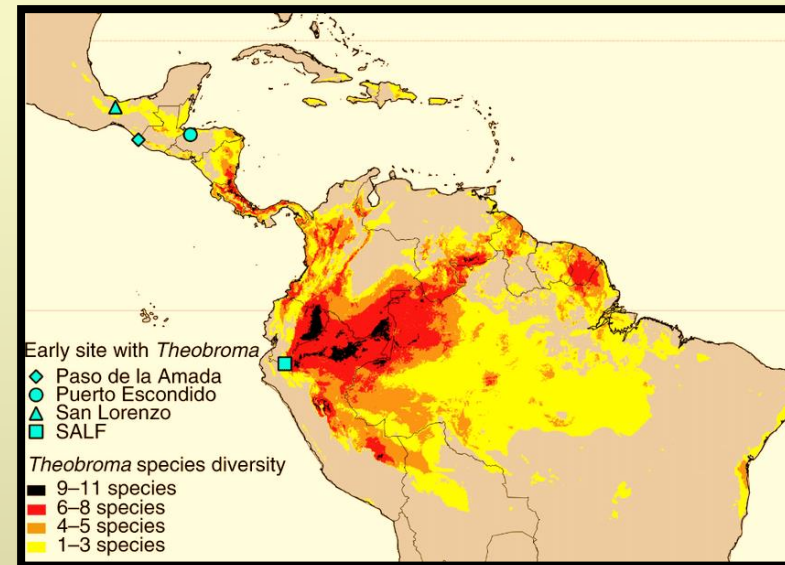 Early site with Theobroma
Paso de la Amada
Puerto Escondido
San Lorenzo
SALF
Theobroma species diversity
9–11 species
6–8 species
4–5 species
1–3 species